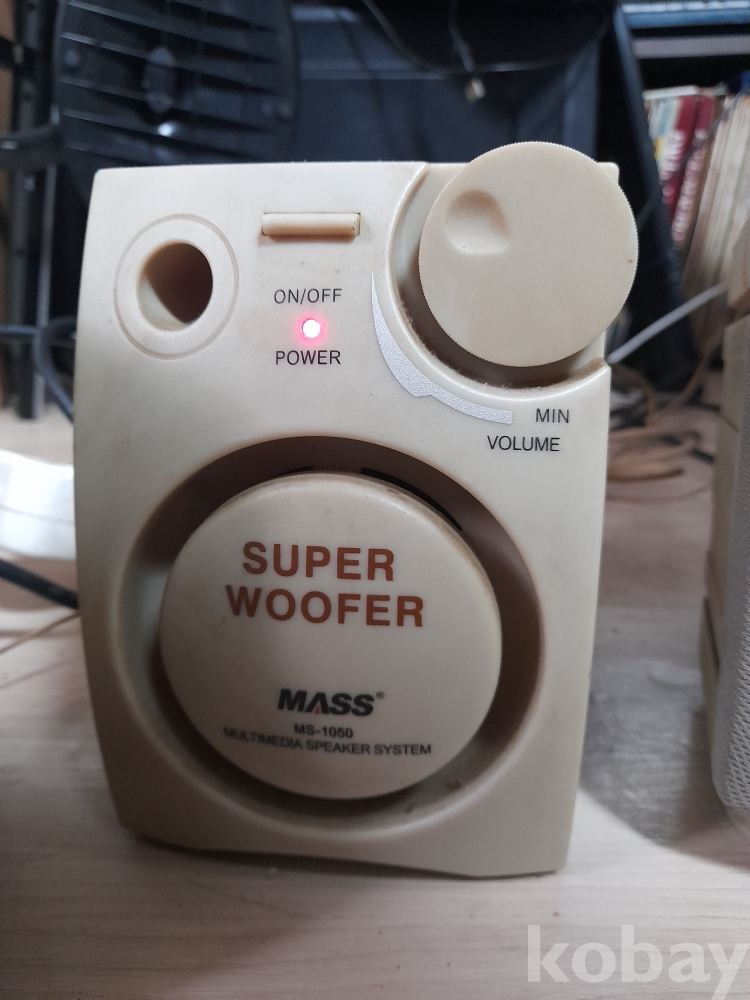 ON/OFF
POWER
MIN
VOLUME
SUPER
WOOFER
MASS®
MS-1050
MULTIMEDIA SPEAKER SYSTEM
kobay